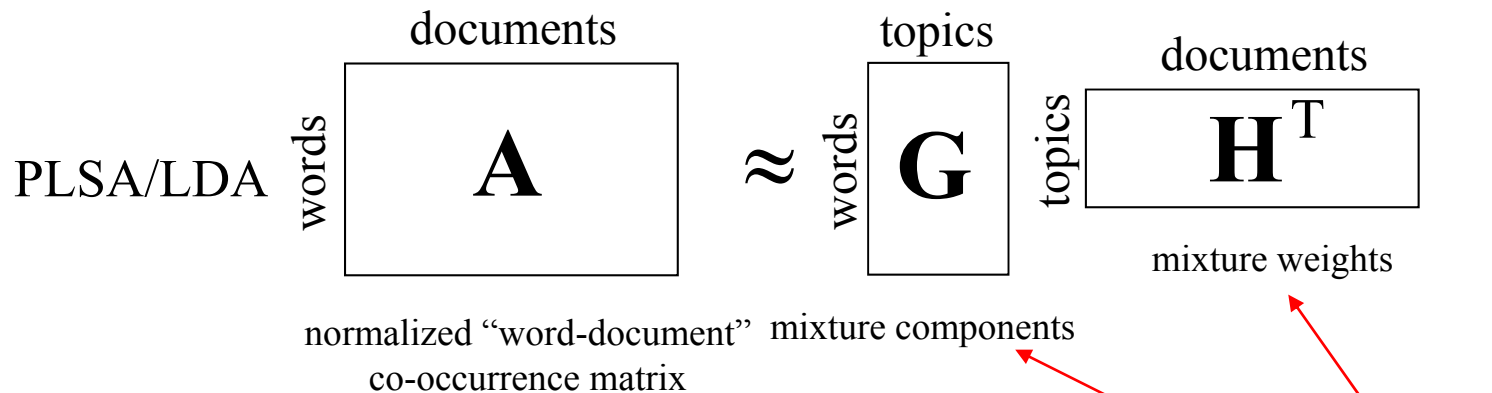 documents
topics
documents
PLSA/LDA
words
A
≈
words
G
topics
H^T
mixture weights
normalized “word-document”
co-occurrence matrix
mixture components